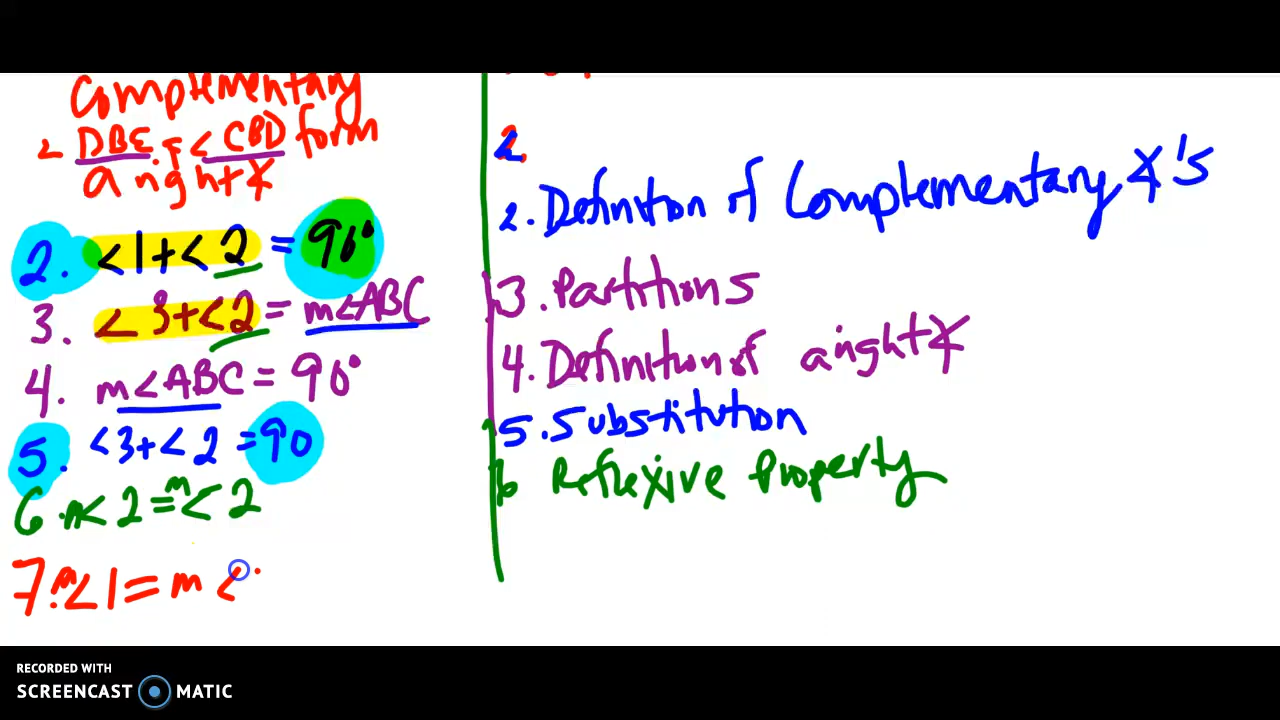 Complementary
∠ DBE & < CBD form
a right ∡
2. <1+<2 = 90°
3. <3+<2 = m<ABC
4. m<ABC = 90°
5. <3+<2 = 90
6. m<2 = m<2
7. m<1 = m<
2.
2. Definition of Complementary ∡'s
3. Partitions
4. Definition of a right ∡
5. Substitution
6 Reflexive Property
RECORDED WITH
SCREENCAST MATIC